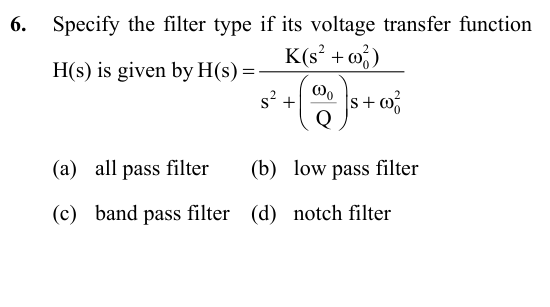 6. Specify the filter type if its voltage transfer function
H(s) is given by H(s) = K(s² + ω₀²) / (s² + (ω₀/Q)s + ω₀²)
(a) all pass filter (b) low pass filter
(c) band pass filter (d) notch filter